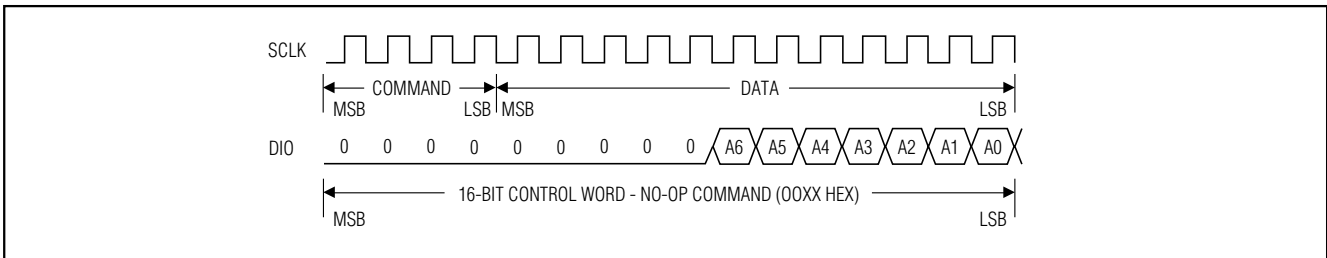 SCLK
COMMAND DATA
MSB LSB MSB LSB
DIO 0 0 0 0 0 0 0 0 0 A6 A5 A4 A3 A2 A1 A0
16-BIT CONTROL WORD - NO-OP COMMAND (OOXX HEX)
MSB LSB